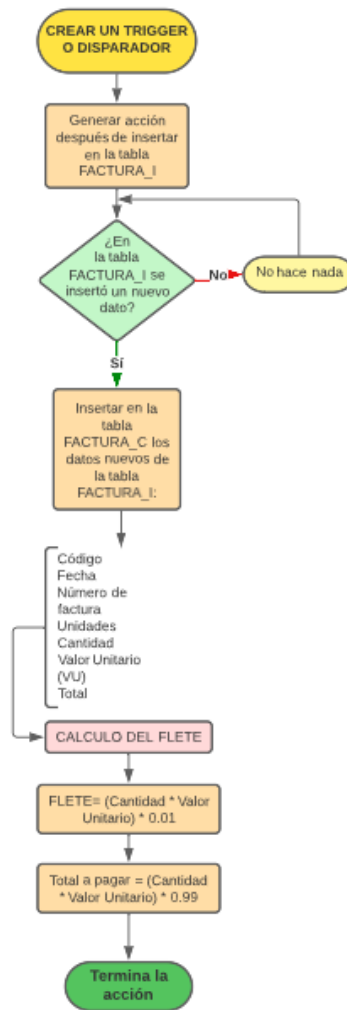 CREAR UN TRIGGER
O DISPARADOR
Generar acción
después de insertar
en la tabla
FACTURA_I
¿En
la tabla
FACTURA_I se
insertó un nuevo
dato?
No
No hace nada
Sí
Insertar en la
tabla
FACTURA_C los
datos nuevos de
la tabla
FACTURA_I:
Código
Fecha
Número de
factura
Unidades
Cantidad
Valor Unitario
(VU)
Total
CALCULO DEL FLETE
FLETE= (Cantidad * Valor
Unitario) * 0.01
Total a pagar = (Cantidad
* Valor Unitario) * 0.99
Termina la
acción